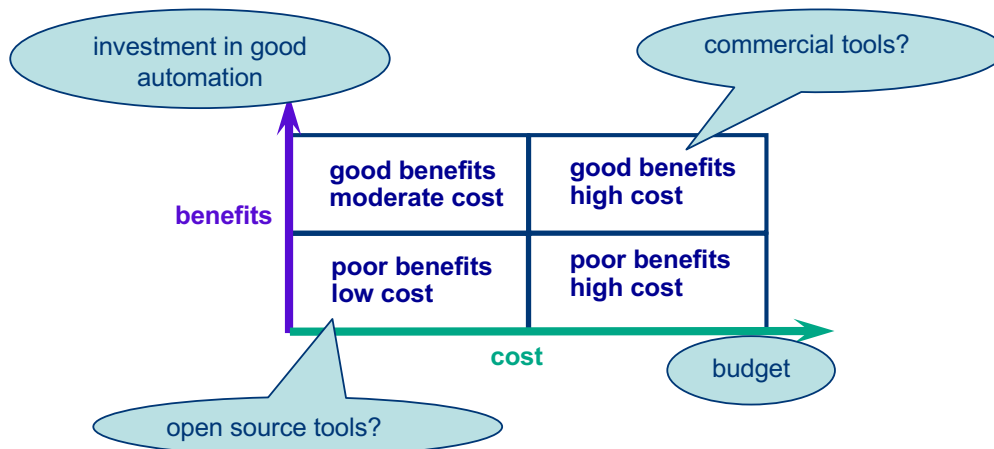 investment in good
automation
commercial tools?
good benefits
moderate cost
good benefits
high cost
benefits
poor benefits
low cost
poor benefits
high cost
cost
budget
open source tools?